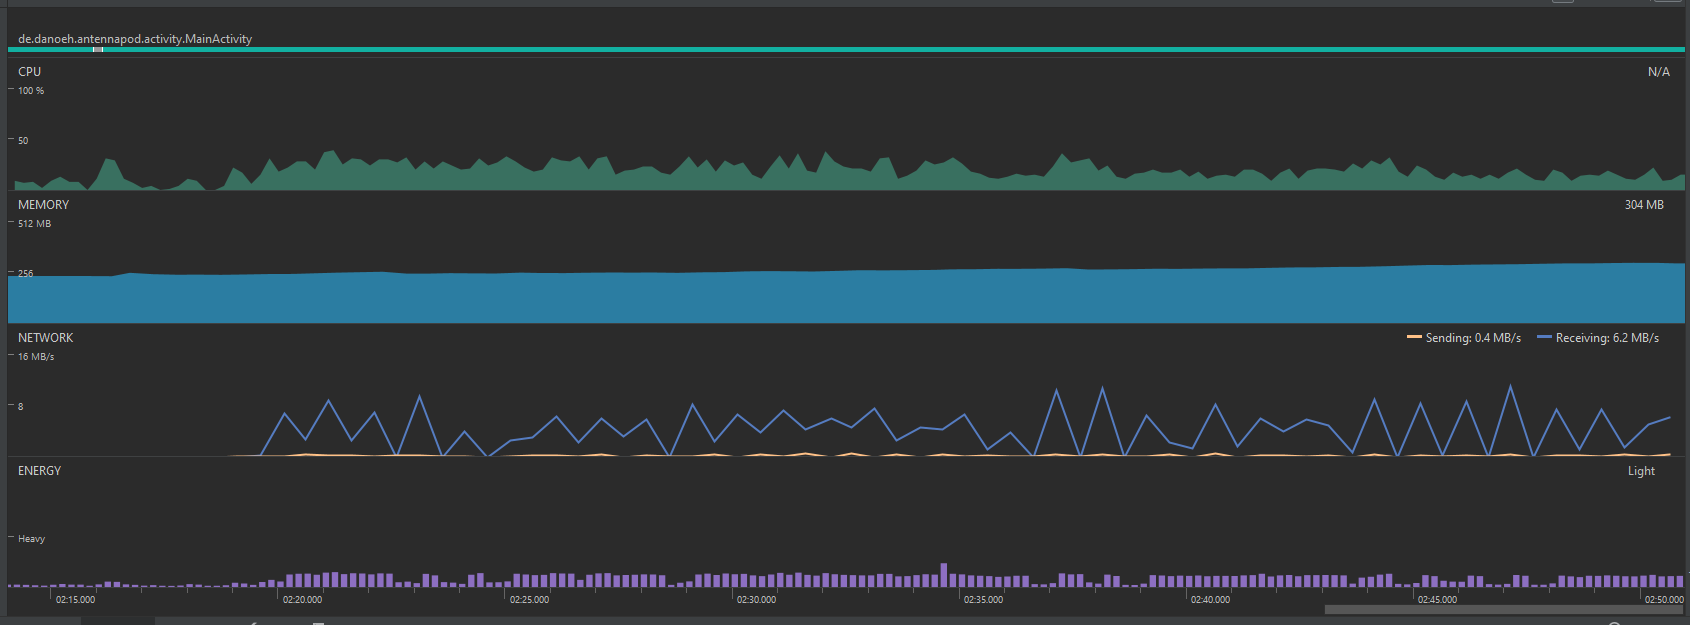 de.danoeh.antennapod.activity.MainActivity
CPU N/A
100 %
50
MEMORY 304 MB
512 MB
256
NETWORK Sending: 0.4 MB/s Receiving: 6.2 MB/s
16 MB/s
8
ENERGY Light
Heavy
02:15.000 02:20.000 02:25.000 02:30.000 02:35.000 02:40.000 02:45.000 02:50.000